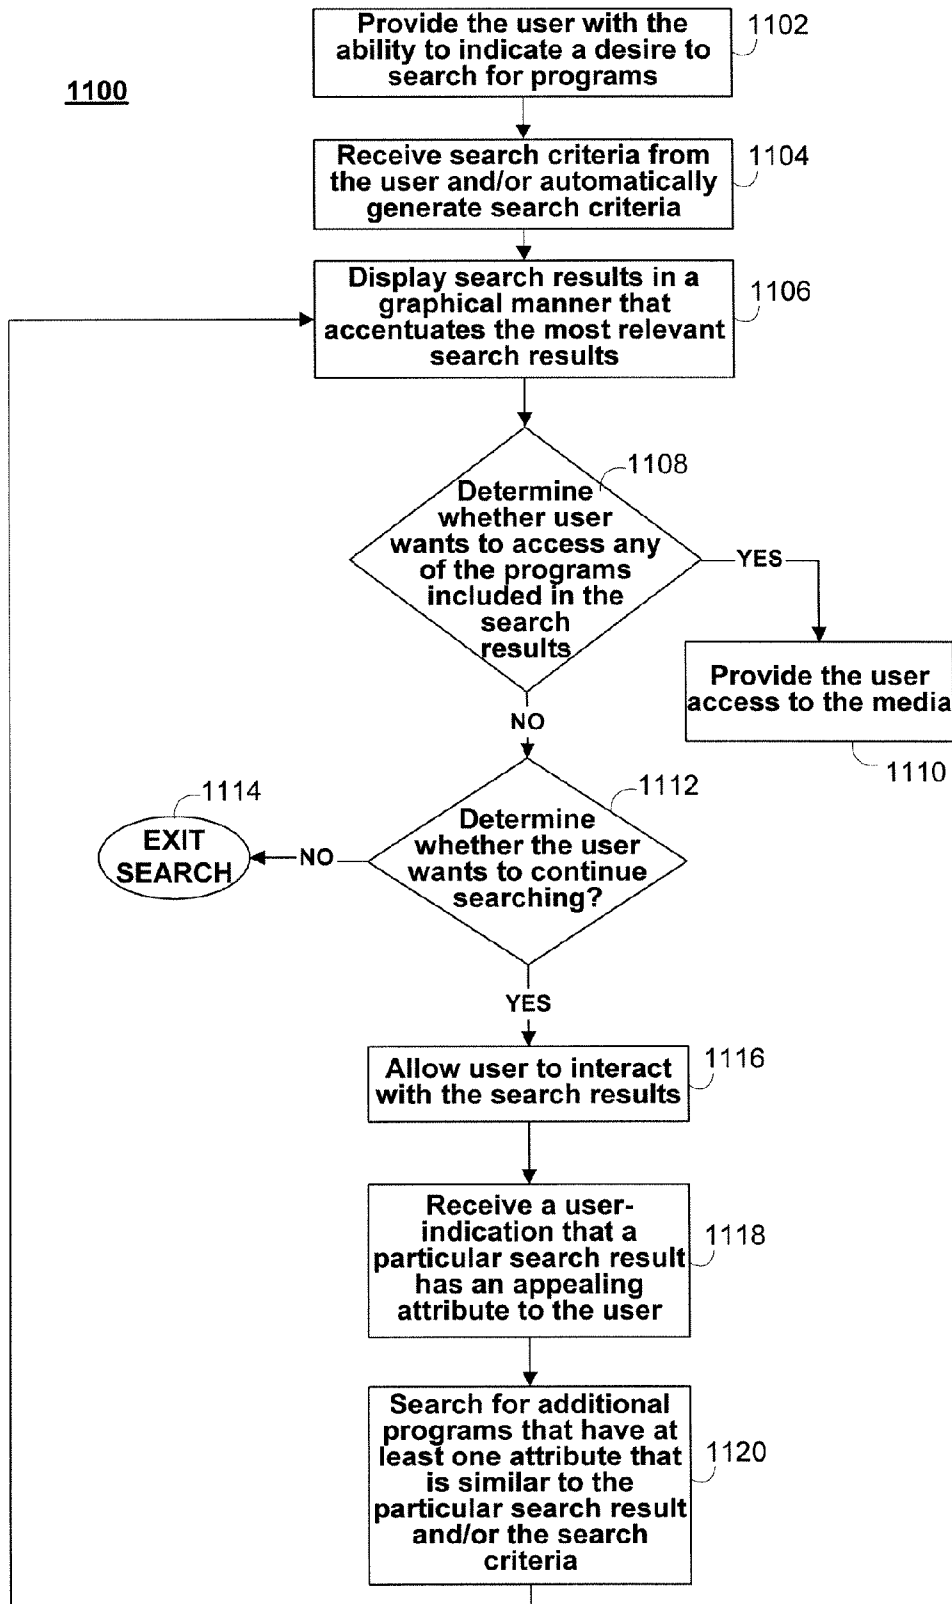 1100
Provide the user with the
ability to indicate a desire to
search for programs
1102
Receive search criteria from
the user and/or automatically
generate search criteria
1104
Display search results in a
graphical manner that
accentuates the most relevant
search results
1106
1108
Determine
whether user
wants to access any
of the programs
included in the
search
results
YES
Provide the user
access to the media
1110
NO
1112
Determine
whether the user
wants to continue
searching?
NO
1114
EXIT
SEARCH
YES
Allow user to interact
with the search results
1116
Receive a user-
indication that a
particular search result
has an appealing
attribute to the user
1118
Search for additional
programs that have at
least one attribute that
is similar to the
particular search result
and/or the search
criteria
1120